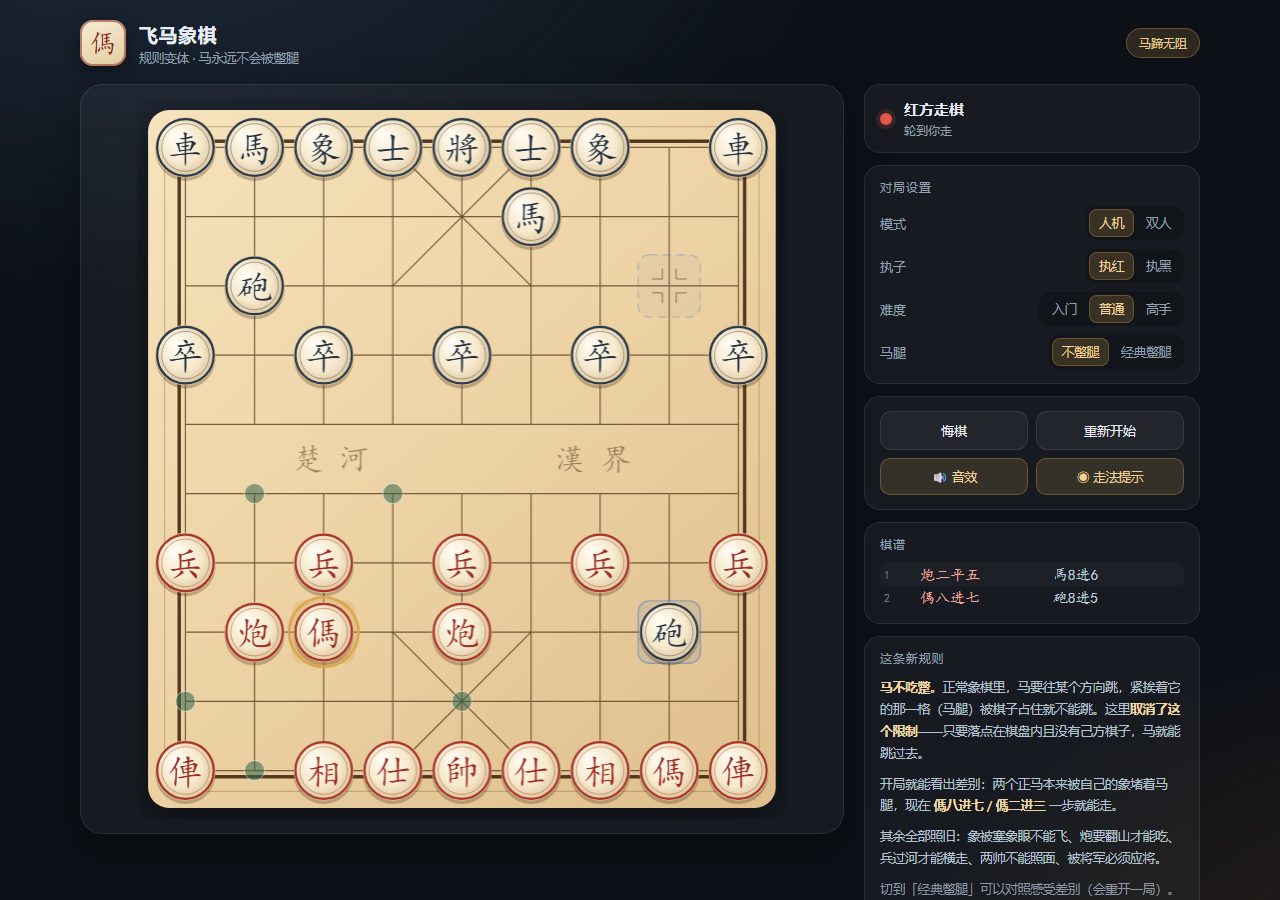 傌
飞马象棋
规则变体 · 马永远不会被蹩腿
马蹄无阻
車 馬 象 士 將 士 象 車
馬
砲
卒 卒 卒 卒 卒
楚 河 漢 界
兵 兵 兵 兵 兵
炮 傌 炮 砲
俥 相 仕 帥 仕 相 傌 俥
红方走棋
轮到你走
对局设置
模式 人机 双人
执子 执红 执黑
难度 入门 普通 高手
马腿 不蹩腿 经典蹩腿
悔棋 重新开始
音效 走法提示
棋谱
1 炮二平五 馬8进6
2 傌八进七 砲8进5
这条新规则
马不吃蹩。正常象棋里，马要往某个方向跳，紧挨着它
的那一格（马腿）被棋子占住就不能跳。这里取消了这
个限制——只要落点在棋盘内且没有己方棋子，马就能
跳过去。
开局就能看出差别：两个正马本来被自己的象堵着马
腿，现在 傌八进七 / 傌二进三 一步就能走。
其余全部照旧：象被塞象眼不能飞、炮要翻山才能吃、
兵过河才能横走、两帅不能照面、被将军必须应将。
切到「经典蹩腿」可以对照感受差别（会重开一局）。